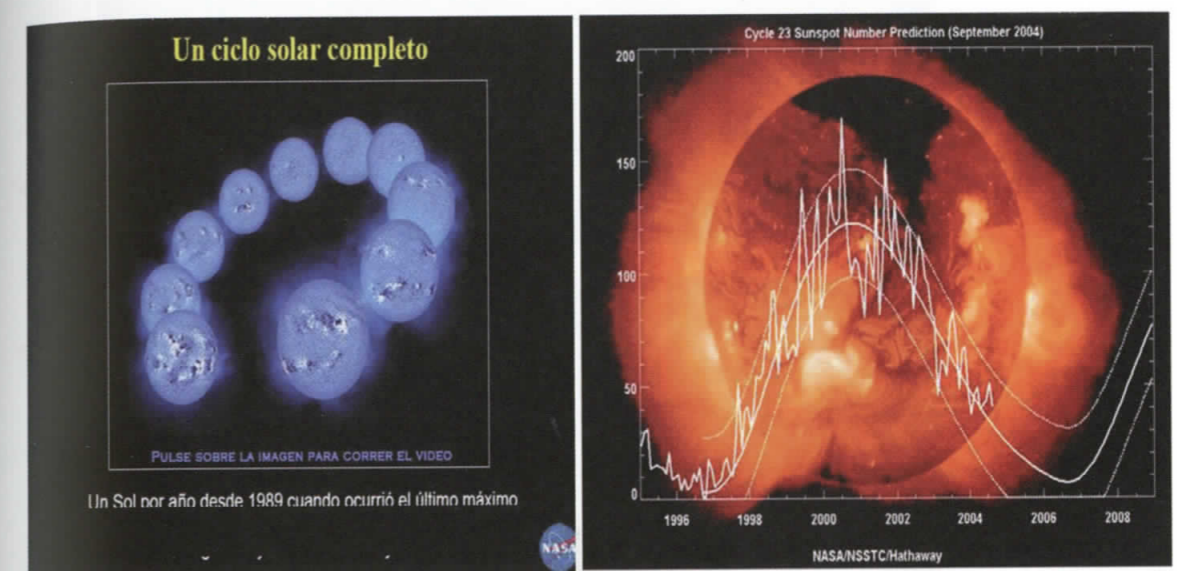 Un ciclo solar completo
PULSE SOBRE LA IMAGEN PARA CORRER EL VIDEO
Un Sol por año desde 1989 cuando ocurrió el último máximo
NASA
Cycle 23 Sunspot Number Prediction (September 2004)
200
150
100
50
0
1996 1998 2000 2002 2004 2006 2008
NASA/NSSTC/Hathaway